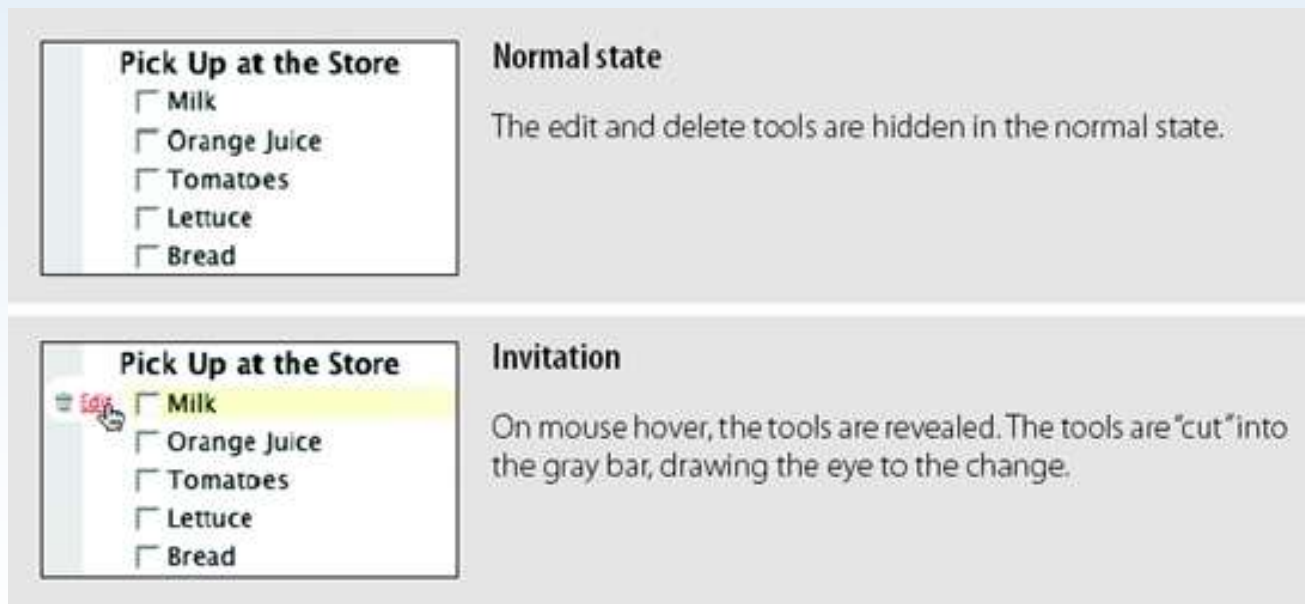 Pick Up at the Store
Milk
Orange Juice
Tomatoes
Lettuce
Bread
Normal state
The edit and delete tools are hidden in the normal state.
Pick Up at the Store
Edit
Milk
Orange Juice
Tomatoes
Lettuce
Bread
Invitation
On mouse hover, the tools are revealed. The tools are “cut” into
the gray bar, drawing the eye to the change.